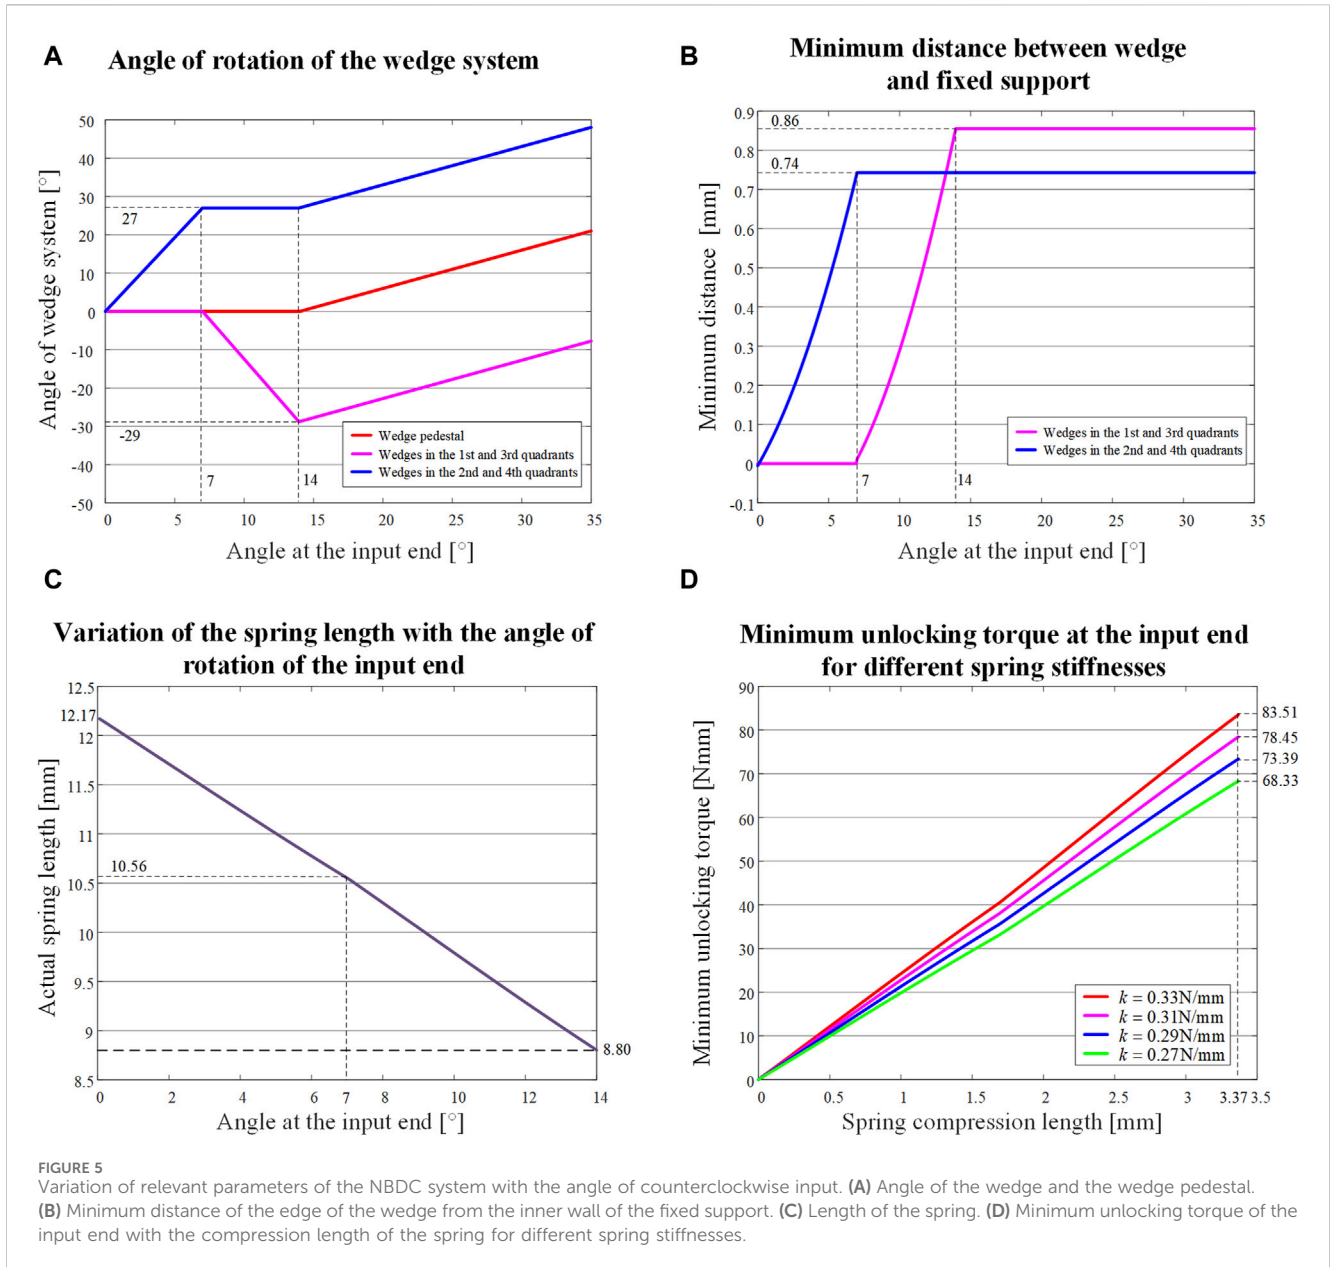 A
Angle of rotation of the wedge system
50
40
30
20
10
0
-10
-20
-30
-40
-50
27
-29
7
14
Wedge pedestal
Wedges in the 1st and 3rd quadrants
Wedges in the 2nd and 4th quadrants
0 5 10 15 20 25 30 35
Angle of wedge system [°]
Angle at the input end [°]
B
Minimum distance between wedge
and fixed support
0.9
0.8
0.7
0.6
0.5
0.4
0.3
0.2
0.1
0
-0.1
0.86
0.74
7
14
Wedges in the 1st and 3rd quadrants
Wedges in the 2nd and 4th quadrants
0 5 10 15 20 25 30 35
Minimum distance [mm]
Angle at the input end [°]
C
Variation of the spring length with the angle of
rotation of the input end
12.5
12.17
12
11.5
11
10.5
10
9.5
9
8.5
10.56
8.80
0 2 4 6 7 8 10 12 14
Actual spring length [mm]
Angle at the input end [°]
D
Minimum unlocking torque at the input end
for different spring stiffnesses
90
80
70
60
50
40
30
20
10
0
83.51
78.45
73.39
68.33
k = 0.33N/mm
k = 0.31N/mm
k = 0.29N/mm
k = 0.27N/mm
0 0.5 1 1.5 2 2.5 3 3.37 3.5
Minimum unlocking torque [Nmm]
Spring compression length [mm]
FIGURE 5
Variation of relevant parameters of the NBDC system with the angle of counterclockwise input. (A) Angle of the wedge and the wedge pedestal.
(B) Minimum distance of the edge of the wedge from the inner wall of the fixed support. (C) Length of the spring. (D) Minimum unlocking torque of the
input end with the compression length of the spring for different spring stiffnesses.